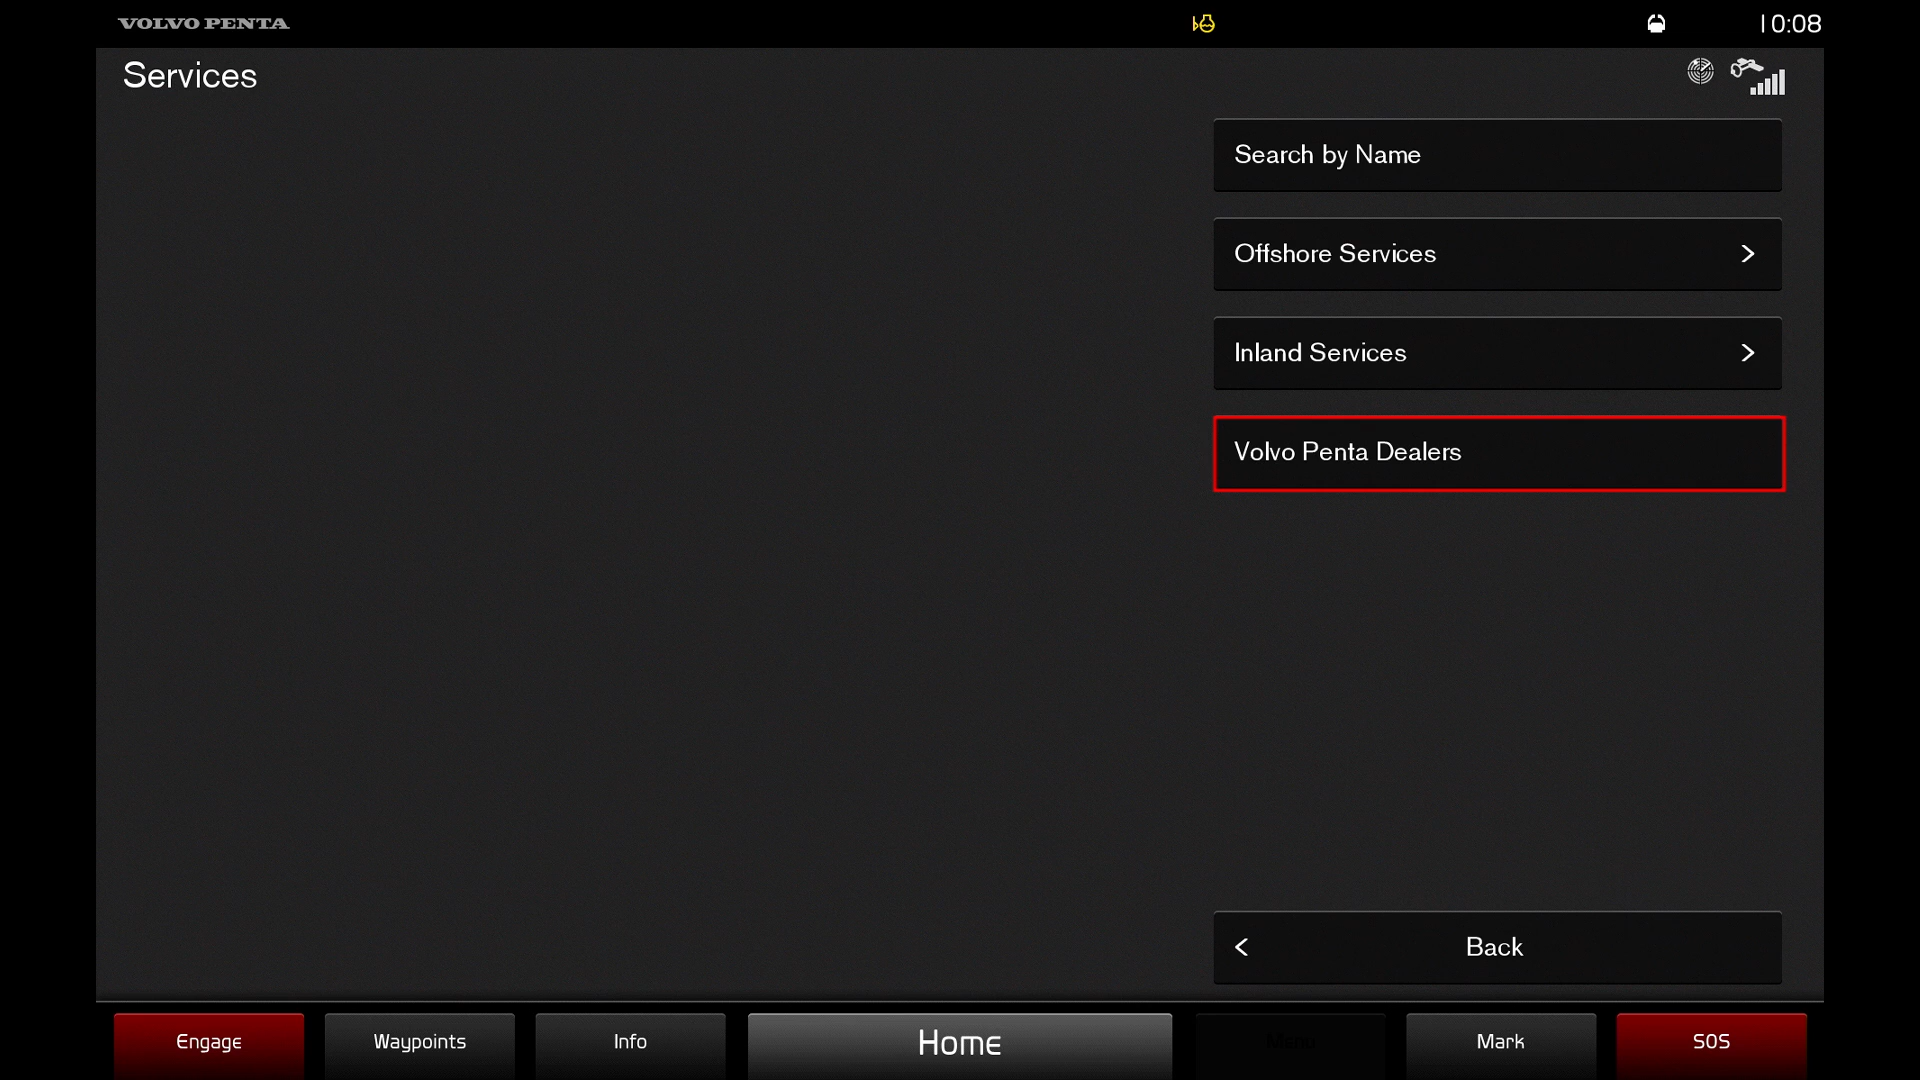 VOLVO PENTA
10:08
Services
Search by Name
Offshore Services
Inland Services
Volvo Penta Dealers
Back
Engage
Waypoints
Info
Home
Menu
Mark
SOS